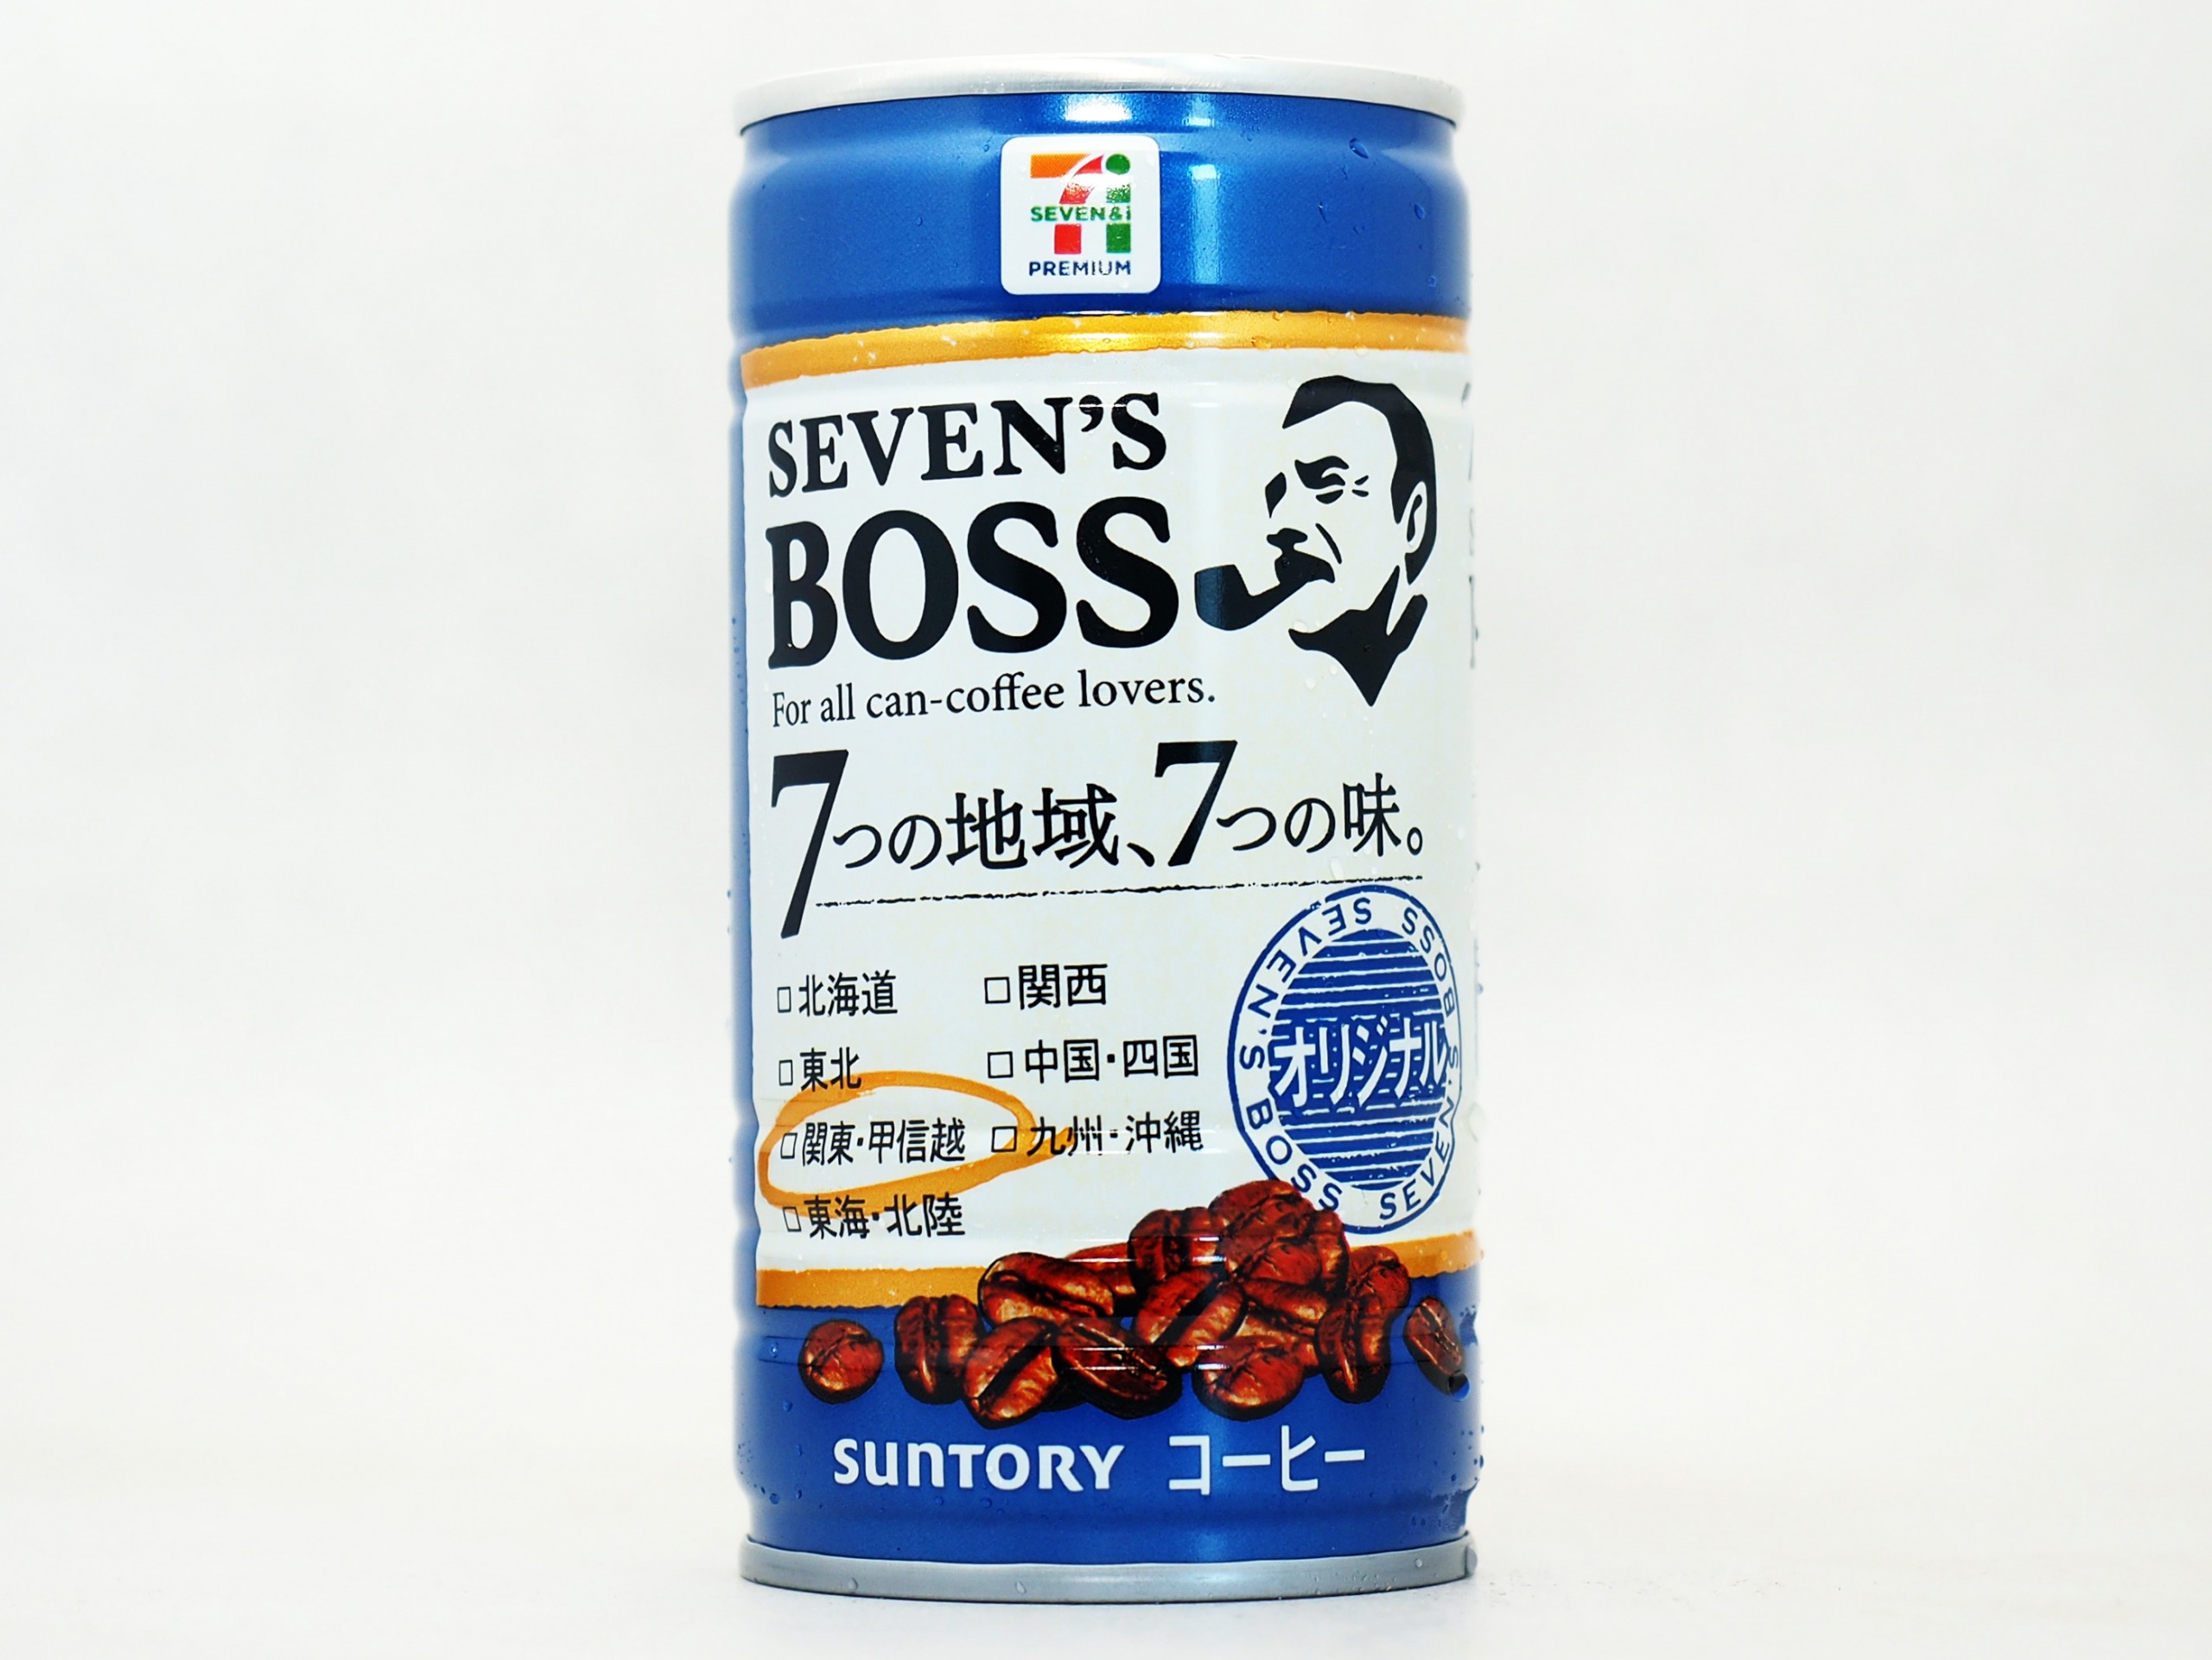 SEVEN&i
PREMIUM
SEVEN'S
BOSS
For all can-coffee lovers.
7つの地域、7つの味。
□北海道
□東北
□関東・甲信越
□東海・北陸
□関西
□中国・四国
□九州・沖縄
SEVEN'S BOSS SEVEN'S BOSS
オリジナル
SUNTORY コーヒー